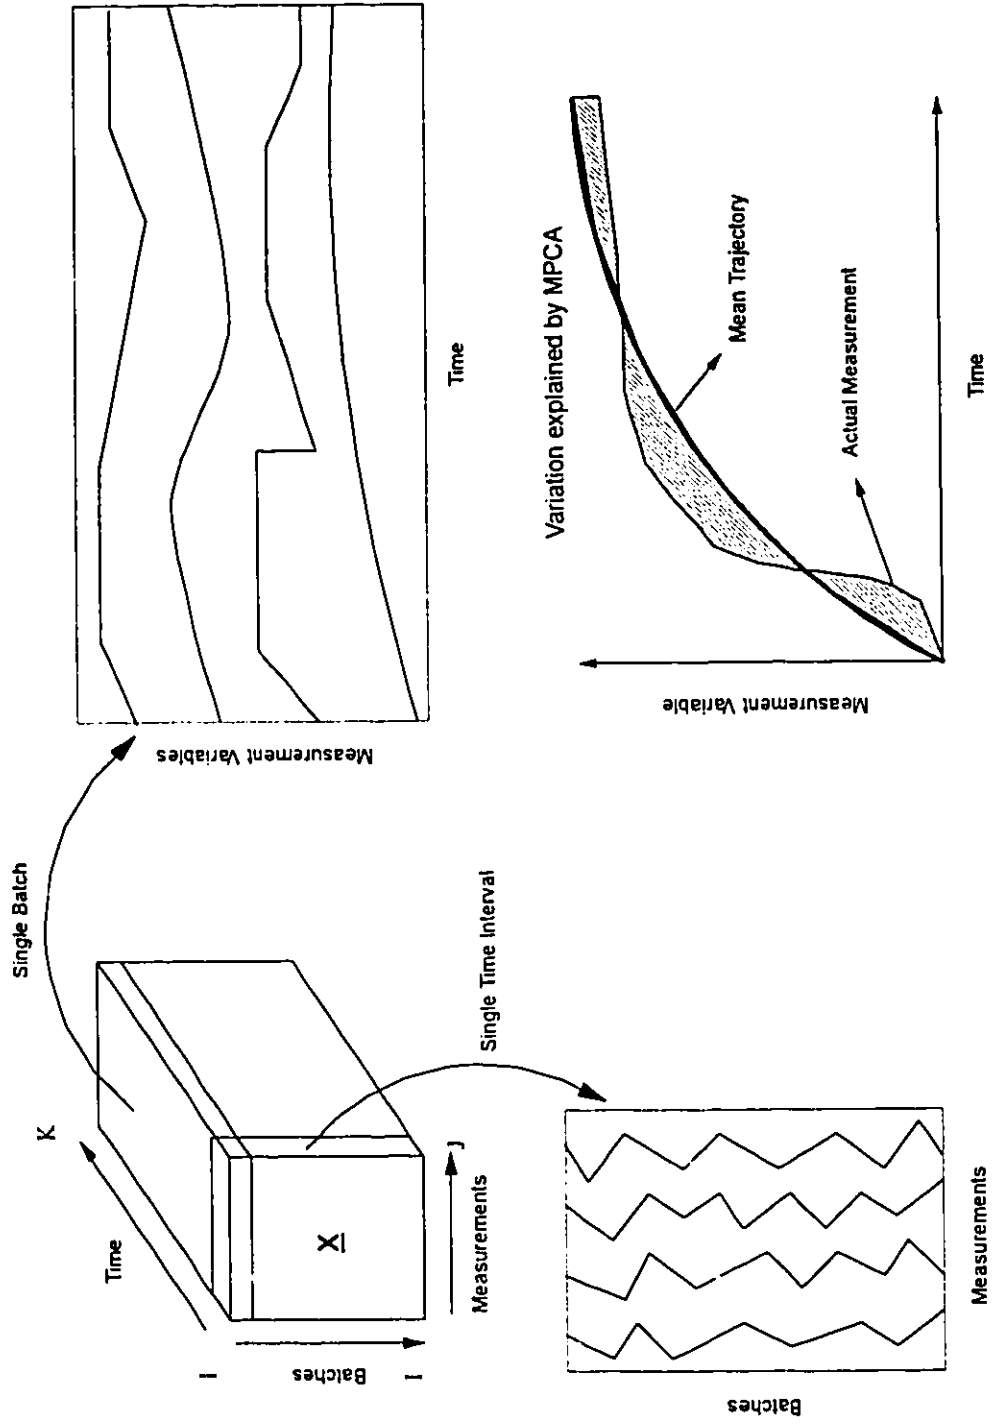 Single Batch
K
Time
X
Batches
I
Measurements
J
Single Time Interval
Measurement Variables
Time
Batches
Measurements
Variation explained by MPCA
Mean Trajectory
Actual Measurement
Measurement Variable
Time